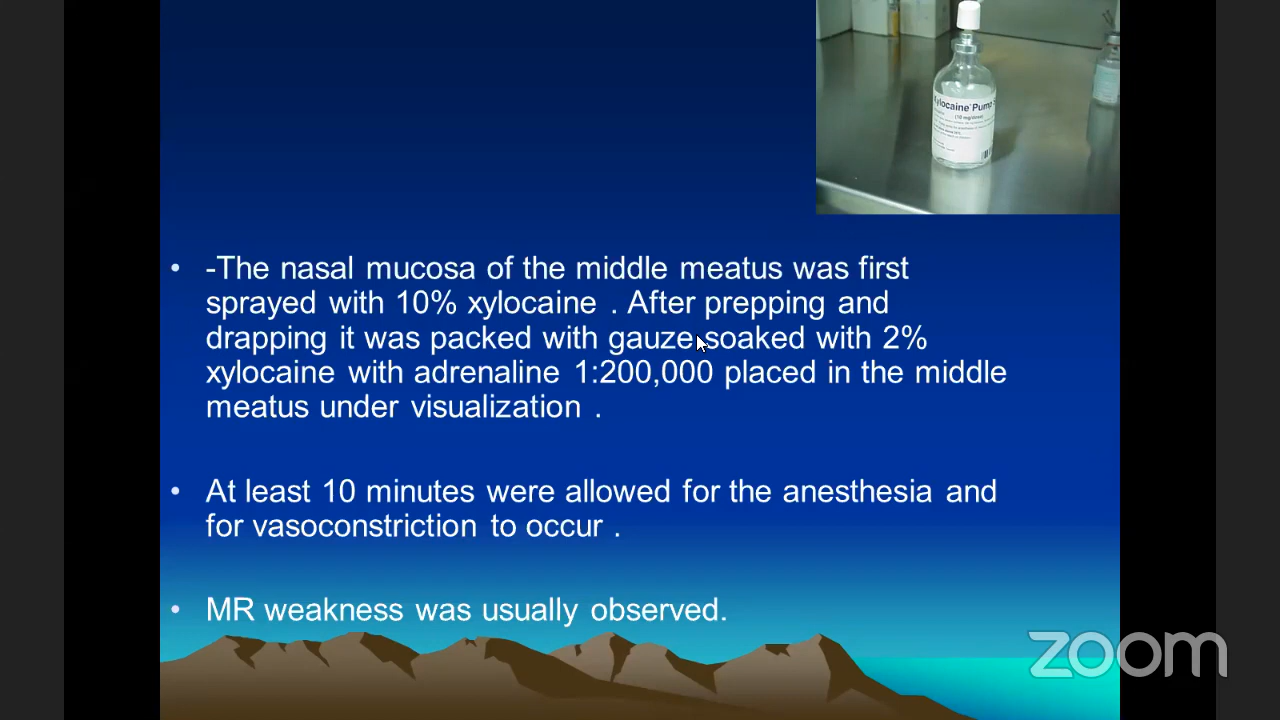 Xylocaine Pump
(10 mg/dose)
• -The nasal mucosa of the middle meatus was first
sprayed with 10% xylocaine . After prepping and
drapping it was packed with gauze soaked with 2%
xylocaine with adrenaline 1:200,000 placed in the middle
meatus under visualization .
• At least 10 minutes were allowed for the anesthesia and
for vasoconstriction to occur .
• MR weakness was usually observed.
zoom